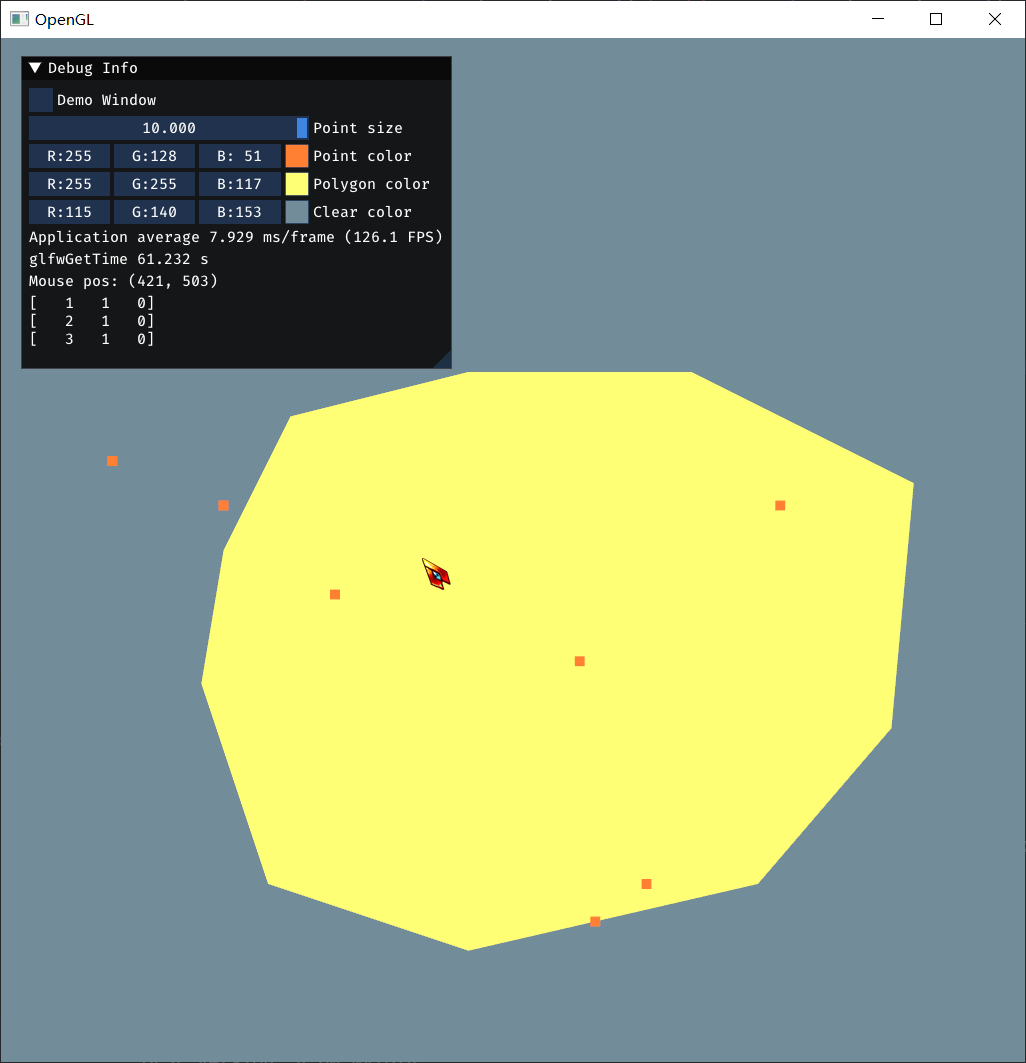 OpenGL
Debug Info
Demo Window
10.000 Point size
R:255 G:128 B: 51 Point color
R:255 G:255 B:117 Polygon color
R:115 G:140 B:153 Clear color
Application average 7.929 ms/frame (126.1 FPS)
glfwGetTime 61.232 s
Mouse pos: (421, 503)
[   1   1   0]
[   2   1   0]
[   3   1   0]